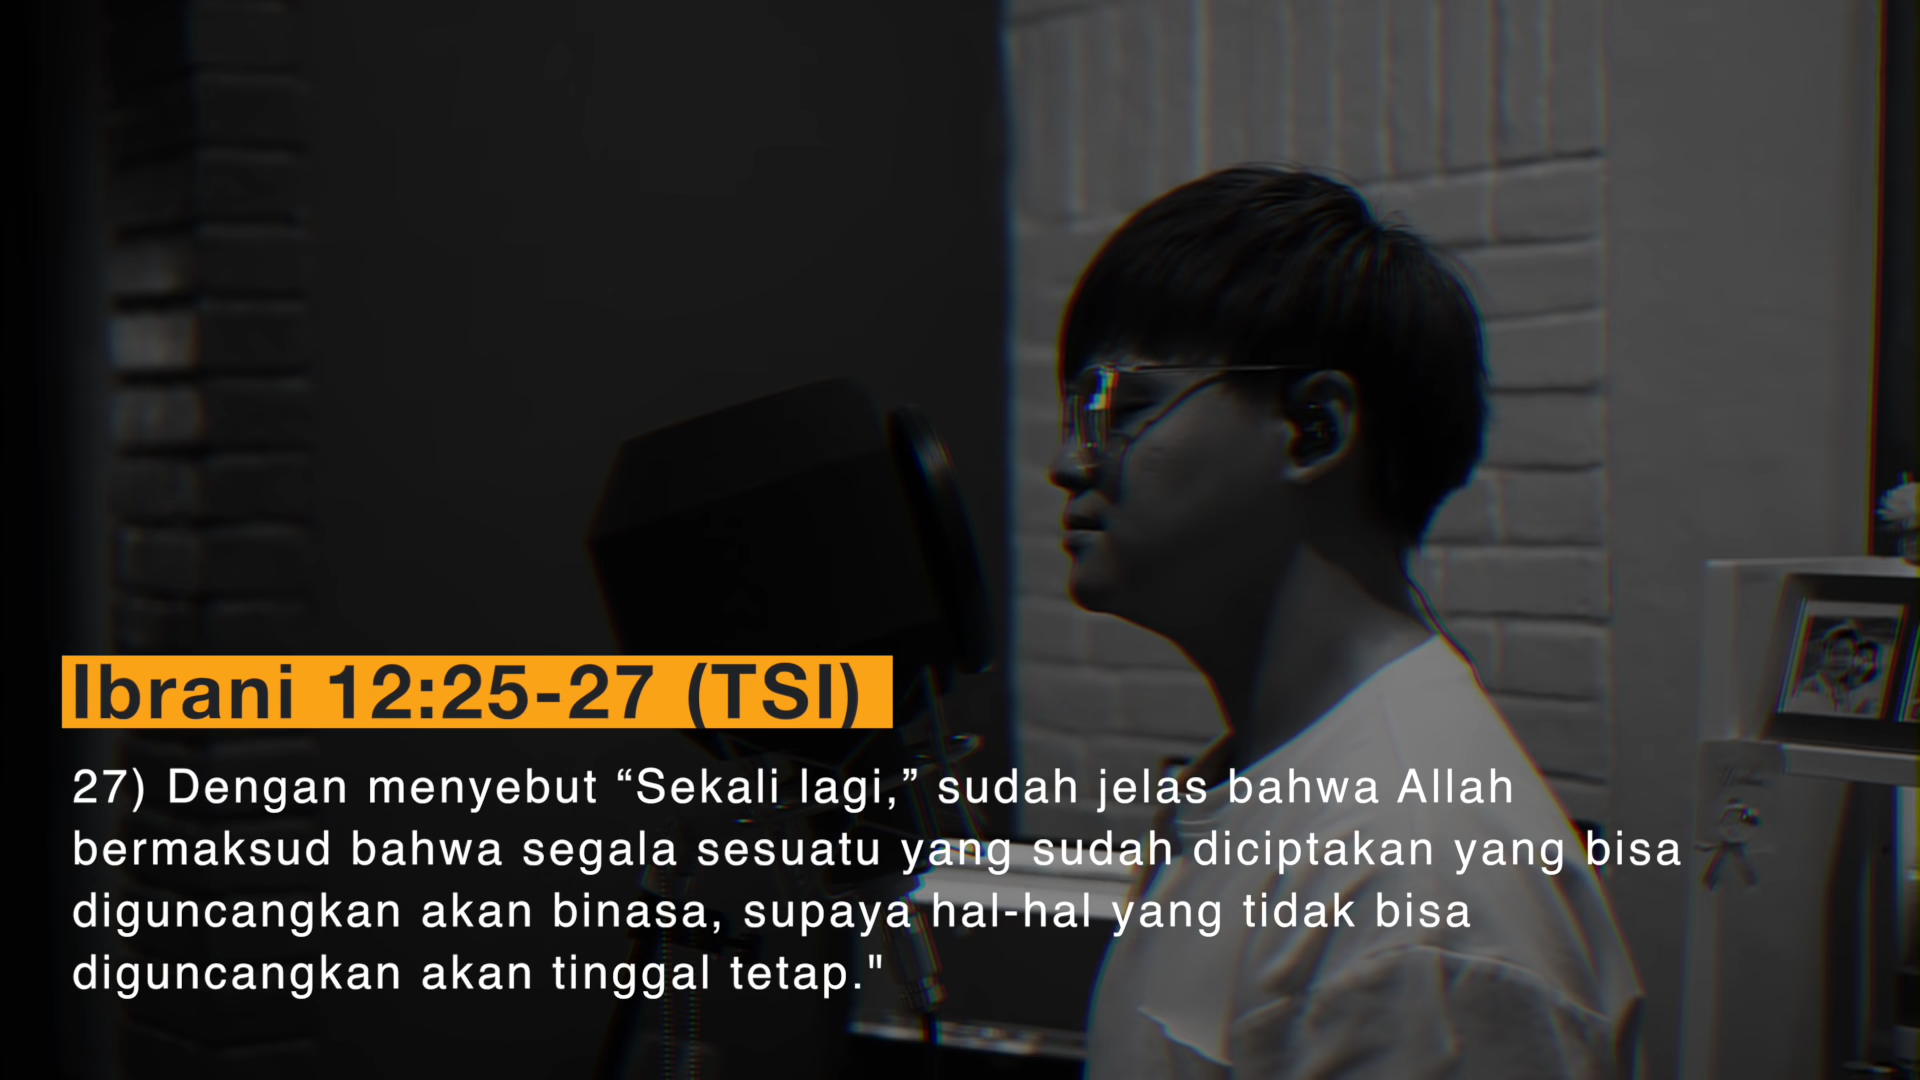 Ibrani 12:25-27 (TSI)
27) Dengan menyebut “Sekali lagi,” sudah jelas bahwa Allah
bermaksud bahwa segala sesuatu yang sudah diciptakan yang bisa
diguncangkan akan binasa, supaya hal-hal yang tidak bisa
diguncangkan akan tinggal tetap."